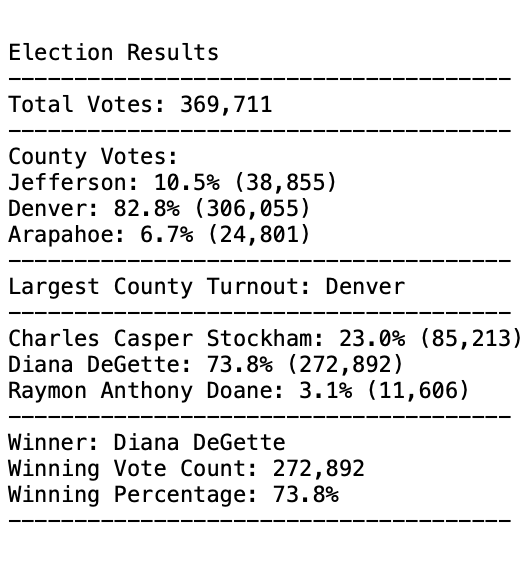 Election Results
--------------------------------------
Total Votes: 369,711
--------------------------------------
County Votes:
Jefferson: 10.5% (38,855)
Denver: 82.8% (306,055)
Arapahoe: 6.7% (24,801)
--------------------------------------
Largest County Turnout: Denver
--------------------------------------
Charles Casper Stockham: 23.0% (85,213)
Diana DeGette: 73.8% (272,892)
Raymon Anthony Doane: 3.1% (11,606)
--------------------------------------
Winner: Diana DeGette
Winning Vote Count: 272,892
Winning Percentage: 73.8%
--------------------------------------